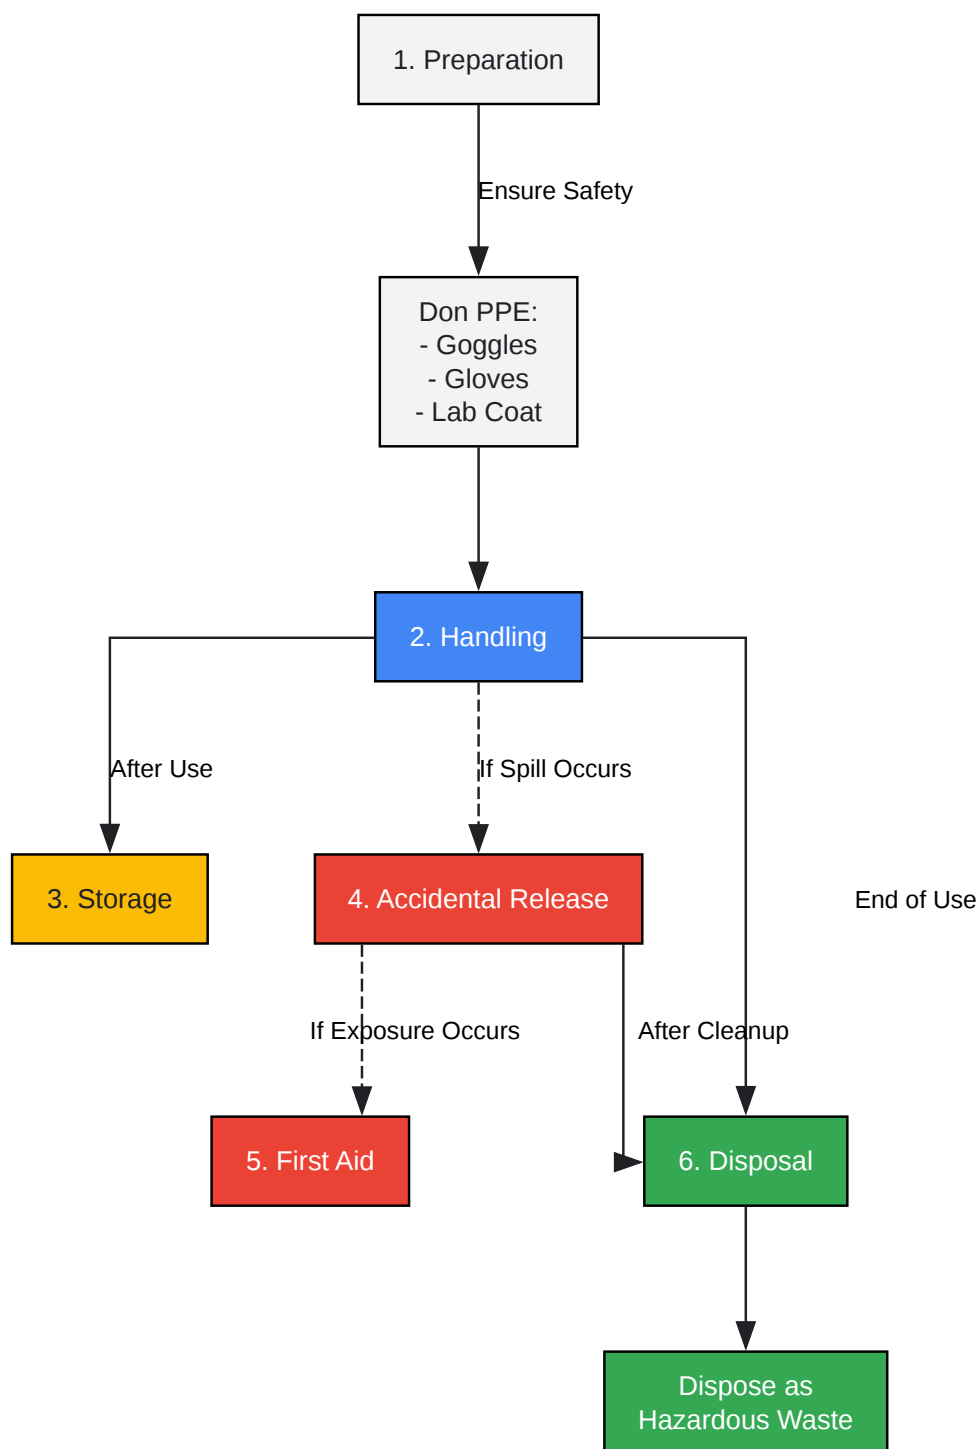 1. Preparation
Ensure Safety
Don PPE:
- Goggles
- Gloves
- Lab Coat
2. Handling
After Use
If Spill Occurs
3. Storage
4. Accidental Release
End of Use
If Exposure Occurs
After Cleanup
5. First Aid
6. Disposal
Dispose as
Hazardous Waste